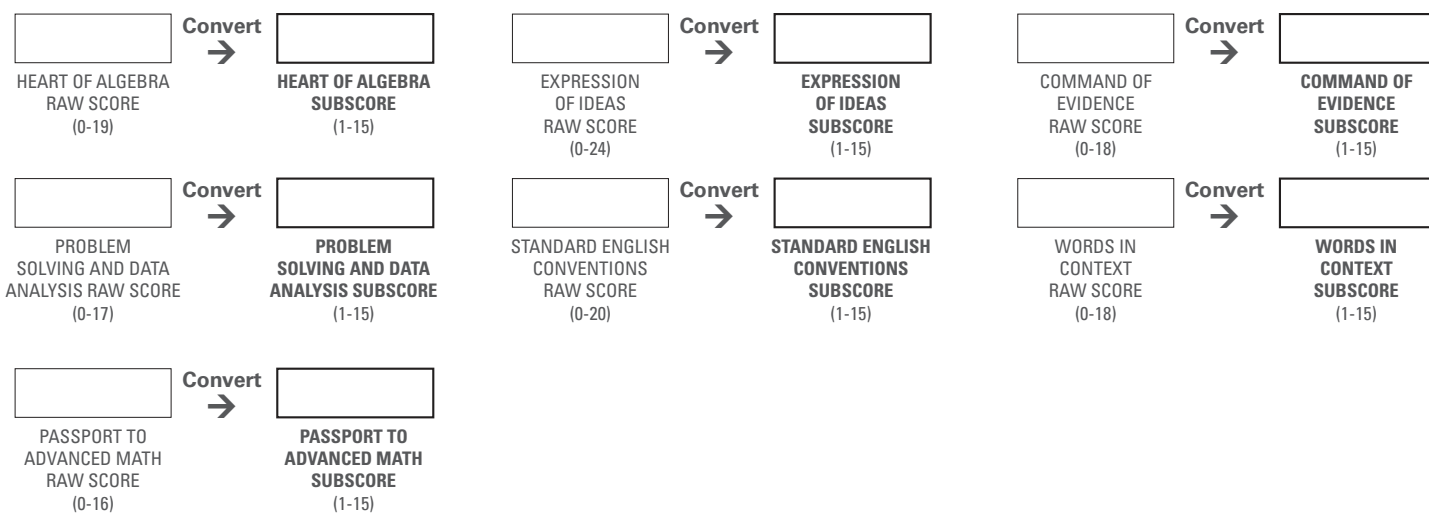 Convert
→
HEART OF ALGEBRA
RAW SCORE
(0-19)
HEART OF ALGEBRA
SUBSCORE
(1-15)
Convert
→
EXPRESSION
OF IDEAS
RAW SCORE
(0-24)
EXPRESSION
OF IDEAS
SUBSCORE
(1-15)
Convert
→
COMMAND OF
EVIDENCE
RAW SCORE
(0-18)
COMMAND OF
EVIDENCE
SUBSCORE
(1-15)
Convert
→
PROBLEM
SOLVING AND DATA
ANALYSIS RAW SCORE
(0-17)
PROBLEM
SOLVING AND DATA
ANALYSIS SUBSCORE
(1-15)
Convert
→
STANDARD ENGLISH
CONVENTIONS
RAW SCORE
(0-20)
STANDARD ENGLISH
CONVENTIONS
SUBSCORE
(1-15)
Convert
→
WORDS IN
CONTEXT
RAW SCORE
(0-18)
WORDS IN
CONTEXT
SUBSCORE
(1-15)
Convert
→
PASSPORT TO
ADVANCED MATH
RAW SCORE
(0-16)
PASSPORT TO
ADVANCED MATH
SUBSCORE
(1-15)